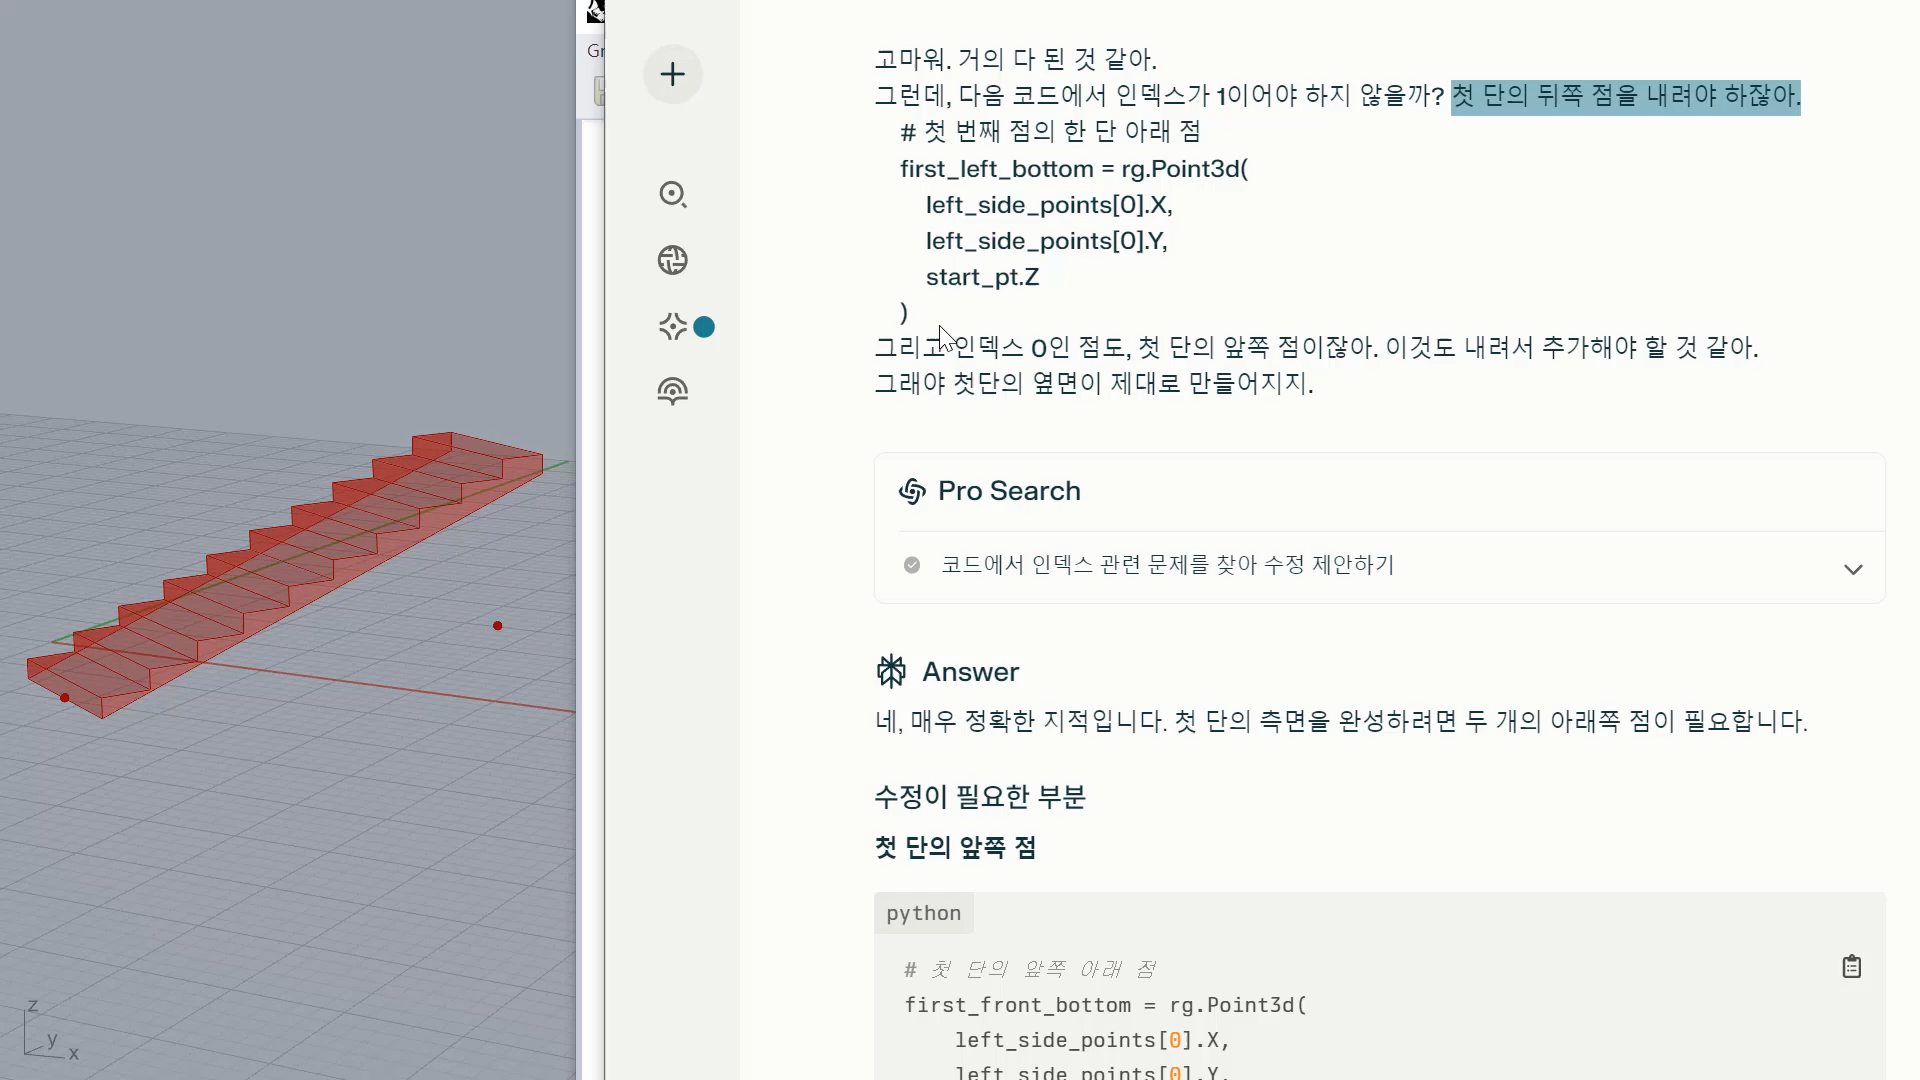 Gr
고마워. 거의 다 된 것 같아.
그런데, 다음 코드에서 인덱스가 1이어야 하지 않을까? 첫 단의 뒤쪽 점을 내려야 하잖아.
# 첫 번째 점의 한 단 아래 점
first_left_bottom = rg.Point3d(
left_side_points[0].X,
left_side_points[0].Y,
start_pt.Z
)
그리고 인덱스 0인 점도, 첫 단의 앞쪽 점이잖아. 이것도 내려서 추가해야 할 것 같아.
그래야 첫단의 옆면이 제대로 만들어지지.
Pro Search
코드에서 인덱스 관련 문제를 찾아 수정 제안하기
Answer
네, 매우 정확한 지적입니다. 첫 단의 측면을 완성하려면 두 개의 아래쪽 점이 필요합니다.
수정이 필요한 부분
첫 단의 앞쪽 점
python
# 첫 단의 앞쪽 아래 점
first_front_bottom = rg.Point3d(
left_side_points[0].X,
left_side_points[0].Y,
z
y
x